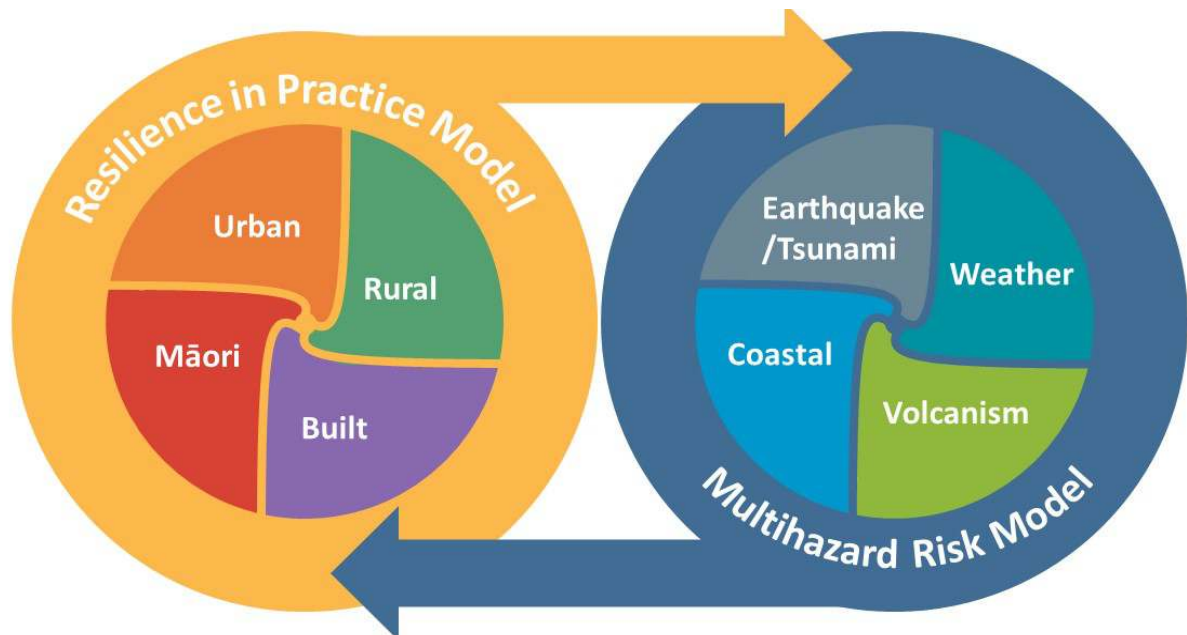 Resilience in Practice Model
Urban
Rural
Māori
Built
Earthquake
/Tsunami
Weather
Coastal
Volcanism
Multihazard Risk Model